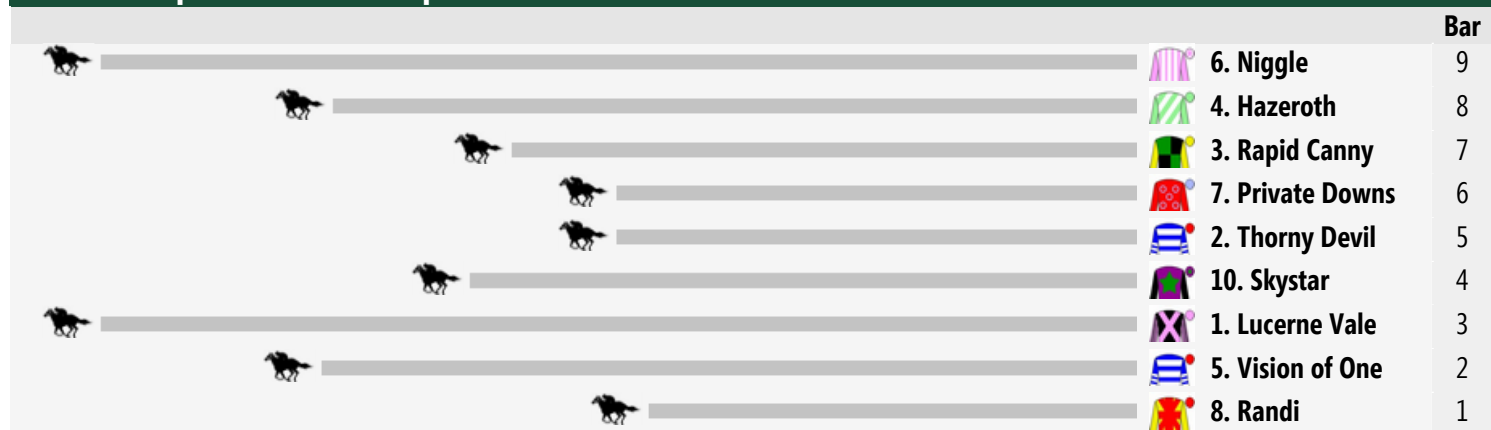 Bar
6. Niggle 9
4. Hazeroth 8
3. Rapid Canny 7
7. Private Downs 6
2. Thorny Devil 5
10. Skystar 4
1. Lucerne Vale 3
5. Vision of One 2
8. Randi 1